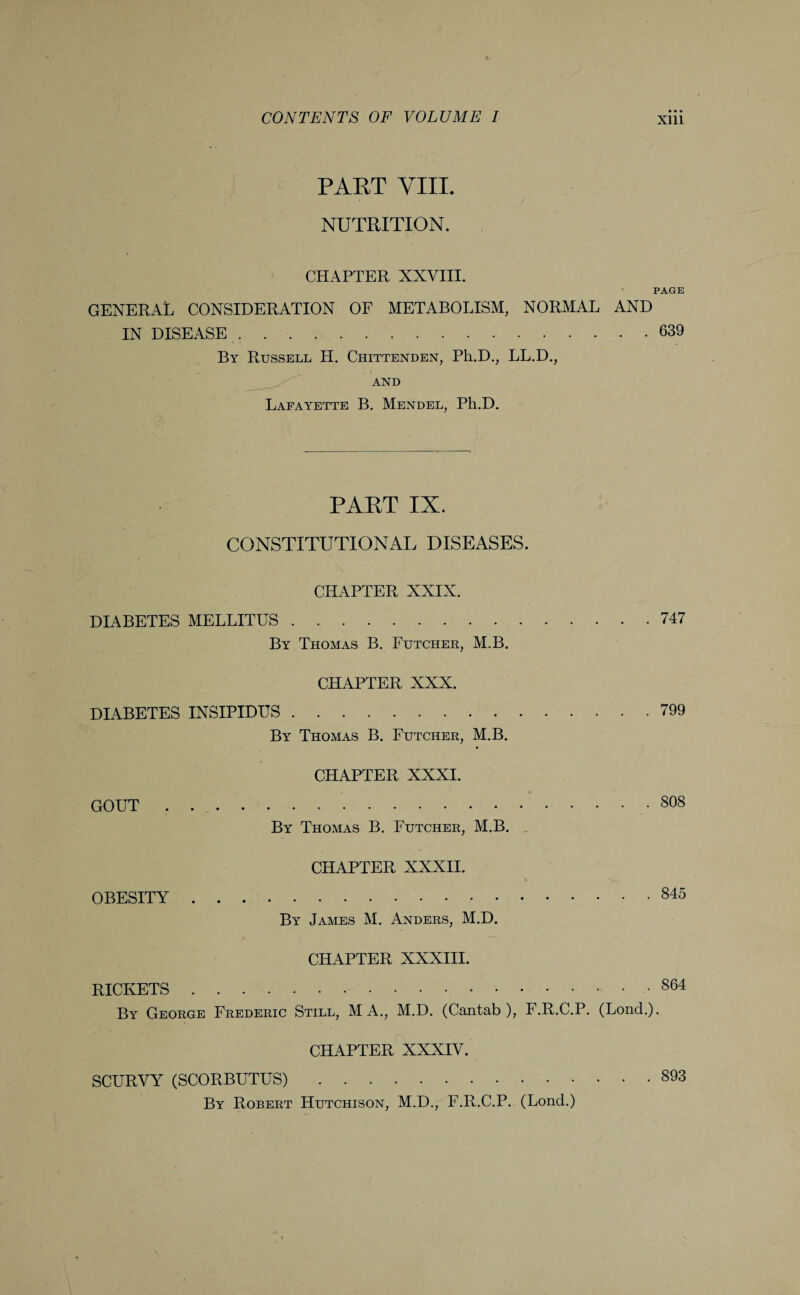 CONTENTS OF VOLUME I xiii
PART VIII.
NUTRITION.
CHAPTER XXVIII.
PAGE
GENERAL CONSIDERATION OF METABOLISM, NORMAL AND
IN DISEASE . . . . . . . . . . . . . . . . . 639
By Russell H. Chittenden, Ph.D., LL.D.,
AND
Lafayette B. Mendel, Ph.D.
PART IX.
CONSTITUTIONAL DISEASES.
CHAPTER XXIX.
DIABETES MELLITUS . . . . . . . . . . . . . . . 747
By Thomas B. Futcher, M.B.
CHAPTER XXX.
DIABETES INSIPIDUS . . . . . . . . . . . . . . . 799
By Thomas B. Futcher, M.B.
CHAPTER XXXI.
GOUT . . . . . . . . . . . . . . . . . . . . 808
By Thomas B. Futcher, M.B.
CHAPTER XXXII.
OBESITY . . . . . . . . . . . . . . . . . . . 845
By James M. Anders, M.D.
CHAPTER XXXIII.
RICKETS . . . . . . . . . . . . . . . . . . . 864
By George Frederic Still, M A., M.D. (Cantab ), F.R.C.P. (Lond.).
CHAPTER XXXIV.
SCURVY (SCORBUTUS) . . . . . . . . . . . . . . 893
By Robert Hutchison, M.D., F.R.C.P. (Lond.)